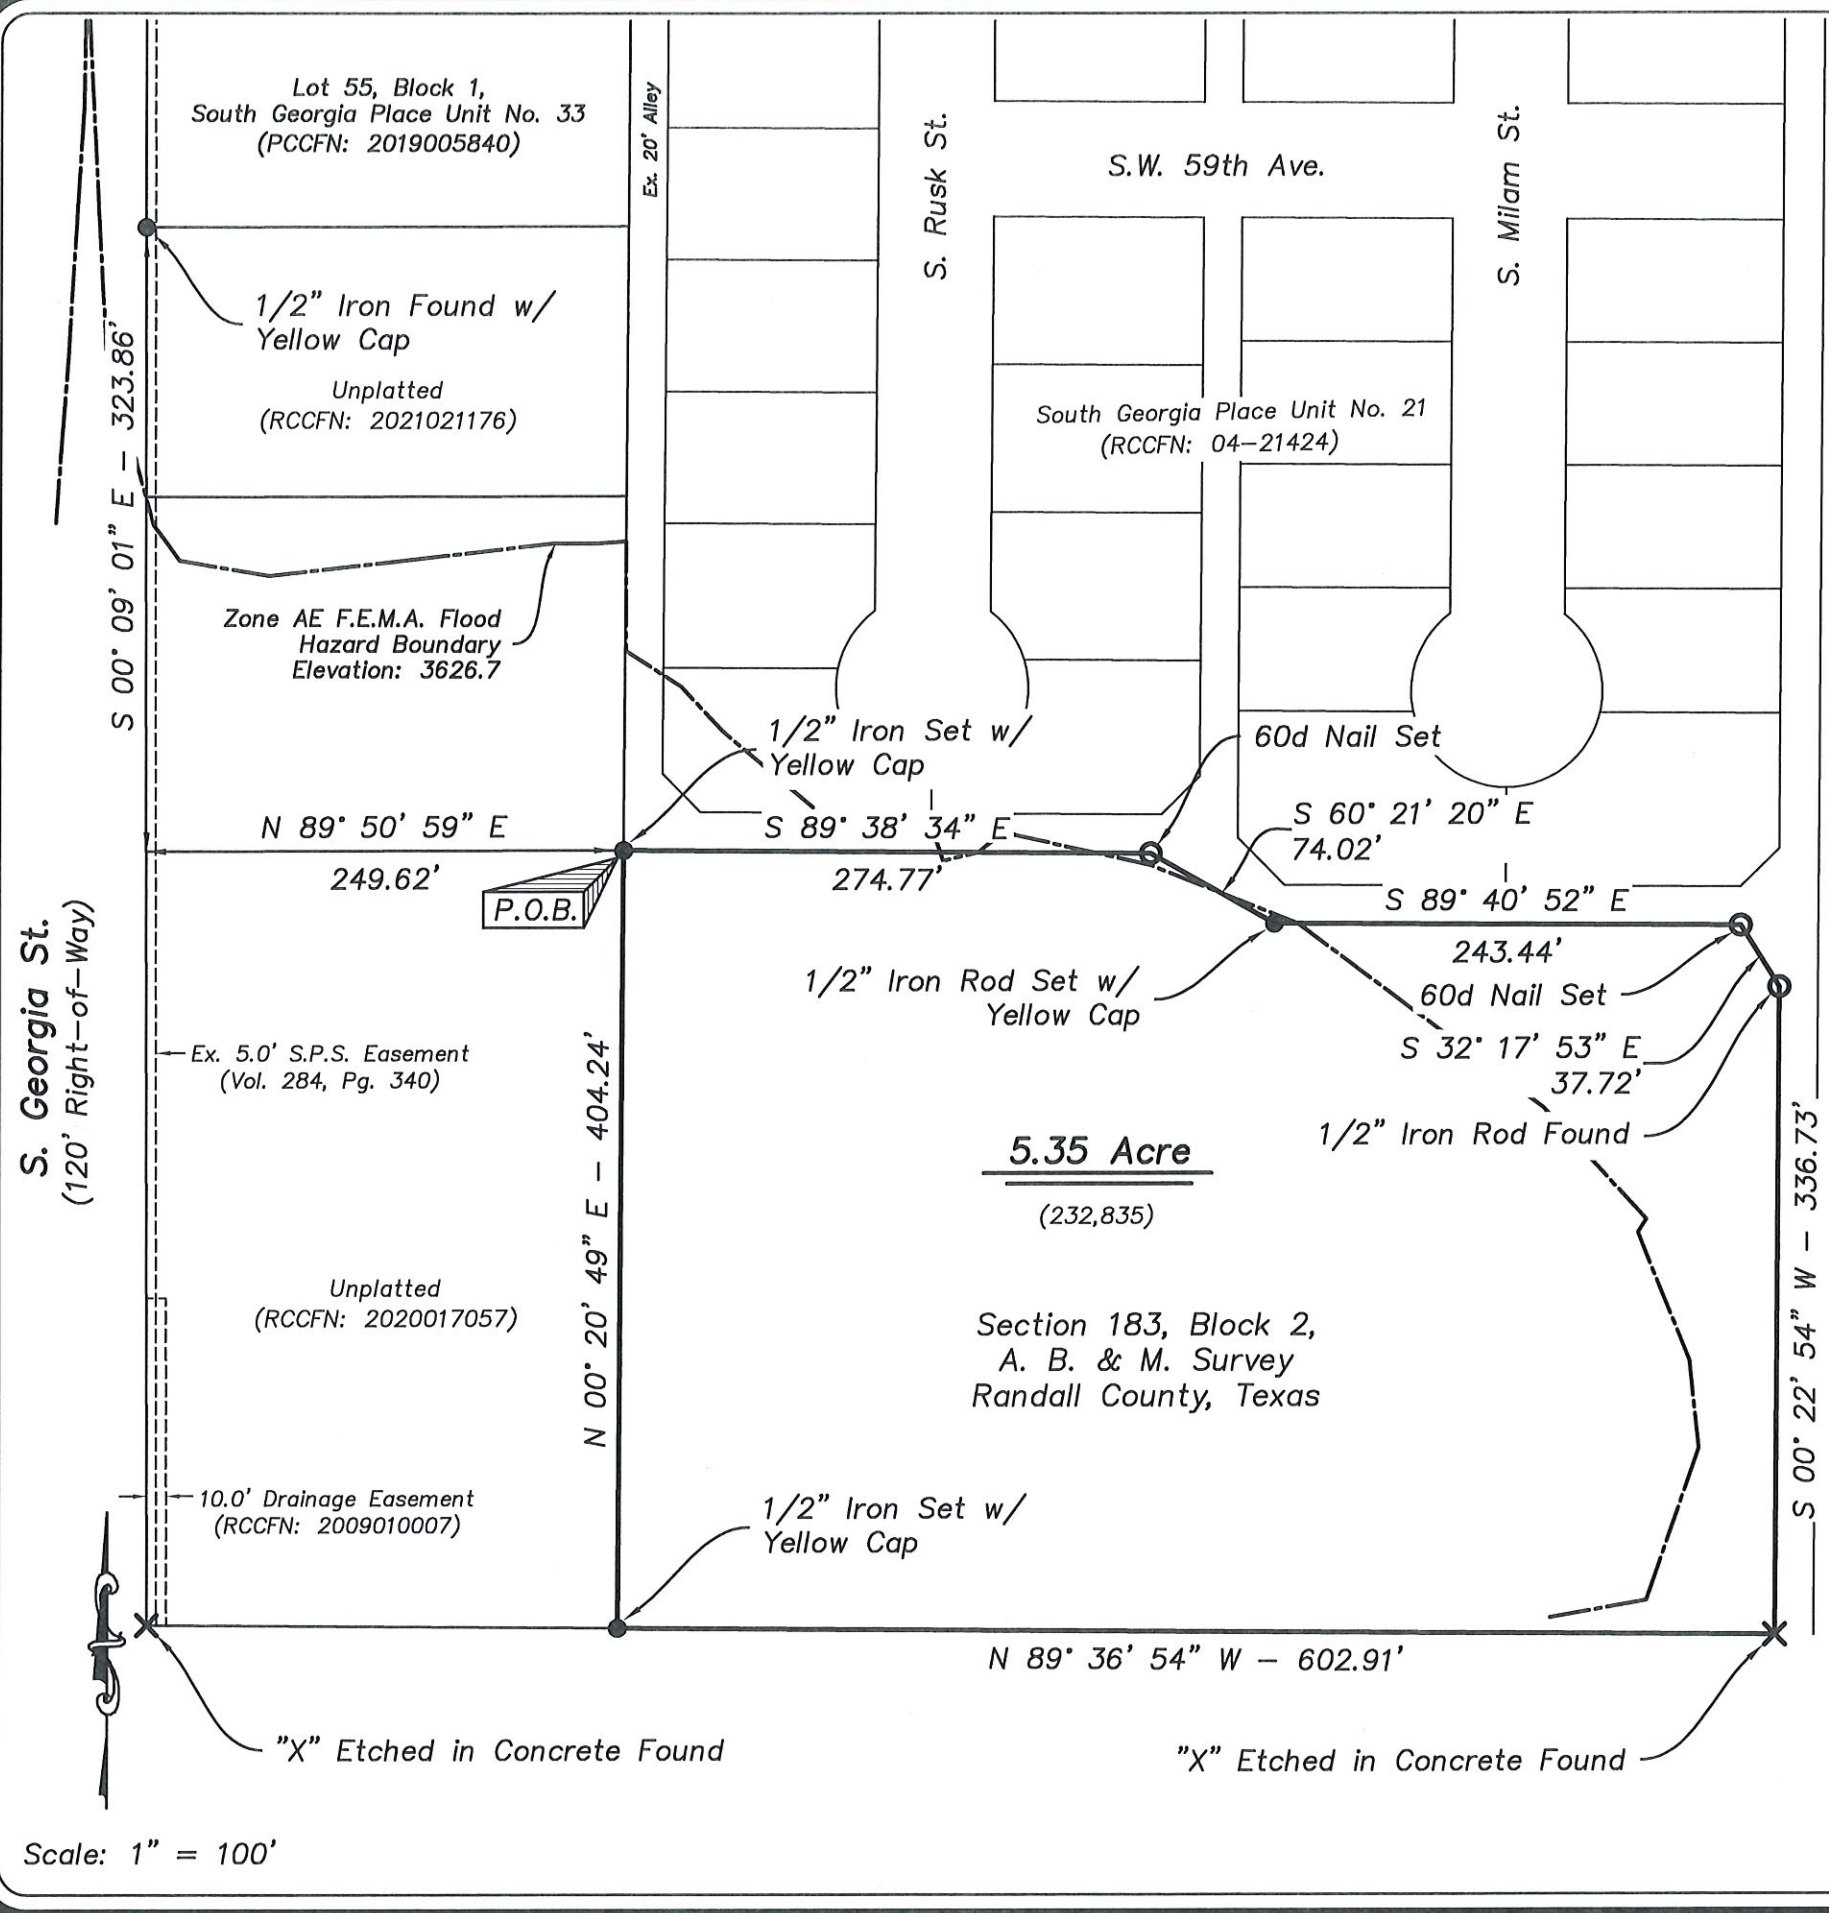 Lot 55, Block 1,
South Georgia Place Unit No. 33
(PCCFN: 2019005840)
Ex. 20' Alley
S. Rusk St.
S.W. 59th Ave.
S. Milam St.
1/2" Iron Found w/
Yellow Cap
S 00° 09' 01" E - 323.86'
Unplatted
(RCCFN: 2021021176)
South Georgia Place Unit No. 21
(RCCFN: 04-21424)
Zone AE F.E.M.A. Flood
Hazard Boundary
Elevation: 3626.7
1/2" Iron Set w/
Yellow Cap
60d Nail Set
N 89° 50' 59" E
249.62'
S 89° 38' 34" E
274.77'
S 60° 21' 20" E
74.02'
P.O.B.
S 89° 40' 52" E
243.44'
1/2" Iron Rod Set w/
Yellow Cap
60d Nail Set
S 32° 17' 53" E
37.72'
1/2" Iron Rod Found
S. Georgia St.
(120' Right-of-Way)
Ex. 5.0' S.P.S. Easement
(Vol. 284, Pg. 340)
N 00° 20' 49" E - 404.24'
5.35 Acre
(232,835)
S 00° 22' 54" W - 336.73'
Unplatted
(RCCFN: 2020017057)
Section 183, Block 2,
A. B. & M. Survey
Randall County, Texas
10.0' Drainage Easement
(RCCFN: 2009010007)
1/2" Iron Set w/
Yellow Cap
N 89° 36' 54" W - 602.91'
"X" Etched in Concrete Found
"X" Etched in Concrete Found
Scale: 1" = 100'